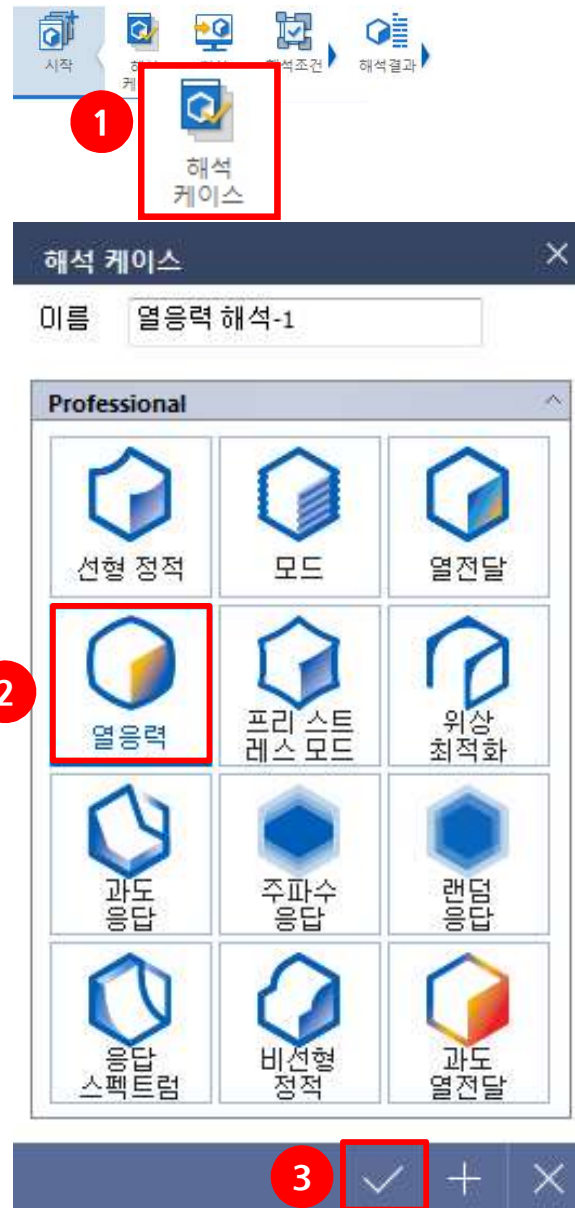 시작
해석조건
해석결과
1
해석
케이스
해석 케이스
이름
열응력 해석-1
Professional
선형 정적
모드
열전달
2
열응력
프리 스트
레스 모드
위상
최적화
과도
응답
주파수
응답
랜덤
응답
응답
스펙트럼
비선형
정적
과도
열전달
3